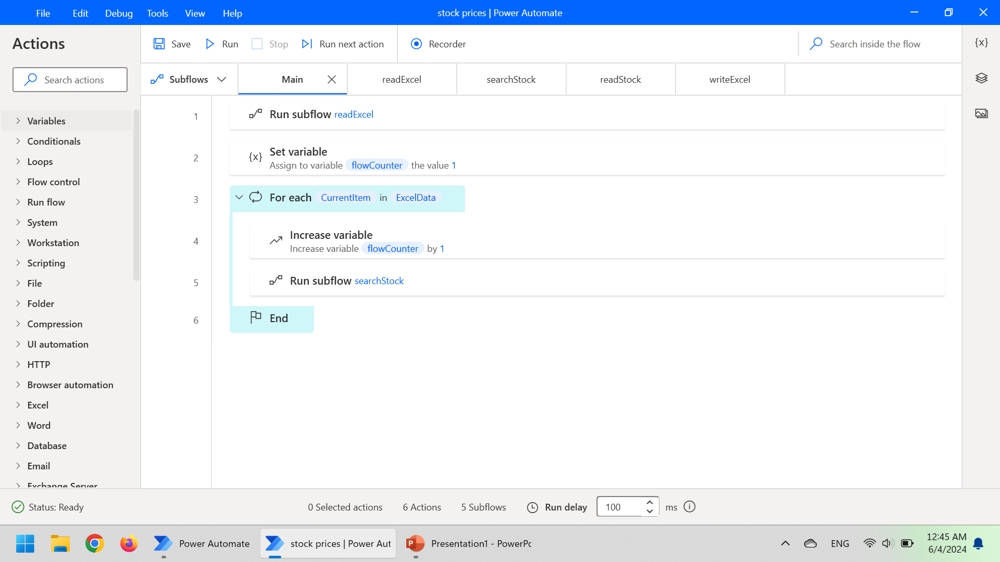 File Edit Debug Tools View Help stock prices | Power Automate
Actions
Save Run Stop Run next action Recorder Search inside the flow
{x}
Search actions
Subflows Main readExcel searchStock readStock writeExcel
Variables
Conditionals
Loops
Flow control
Run flow
System
Workstation
Scripting
File
Folder
Compression
UI automation
HTTP
Browser automation
Excel
Word
Database
Email
Exchange Server
1 Run subflow readExcel
2 {x} Set variable
Assign to variable flowCounter the value 1
3 For each CurrentItem in ExcelData
4 Increase variable
Increase variable flowCounter by 1
5 Run subflow searchStock
6 End
Status: Ready 0 Selected actions 6 Actions 5 Subflows Run delay 100 ms
Power Automate stock prices | Power Aut Presentation1 - PowerPc ENG 12:45 AM
6/4/2024